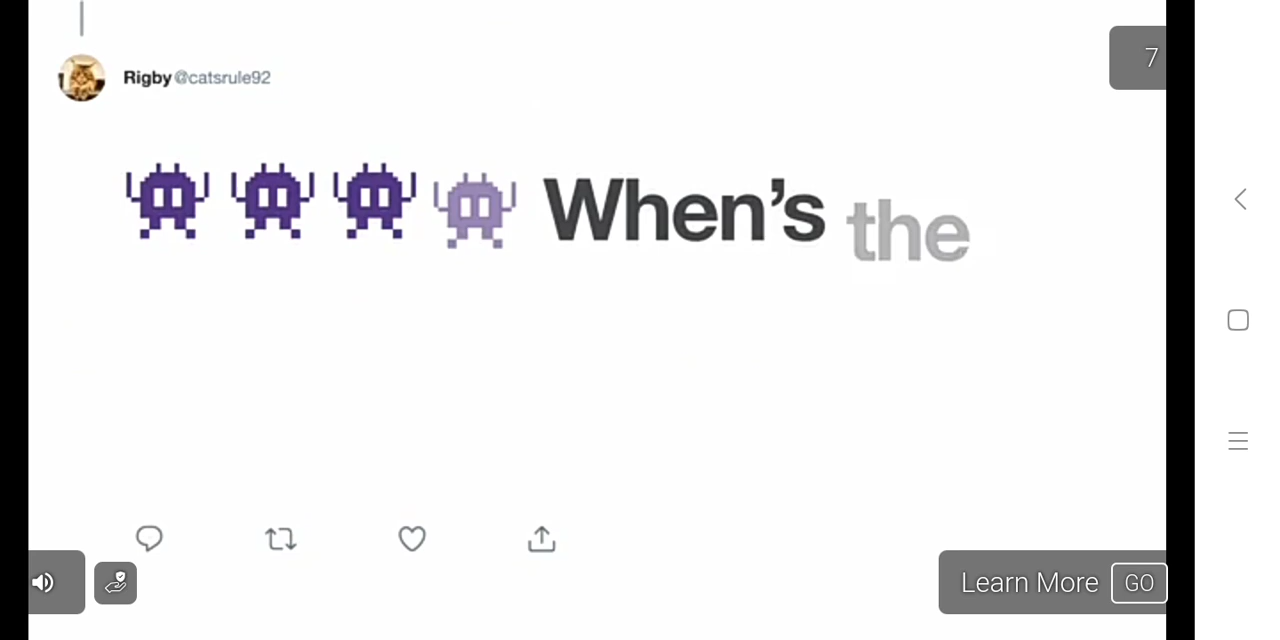 Rigby @catsrule92
7
👾 👾 👾 👾 When's the
Learn More GO